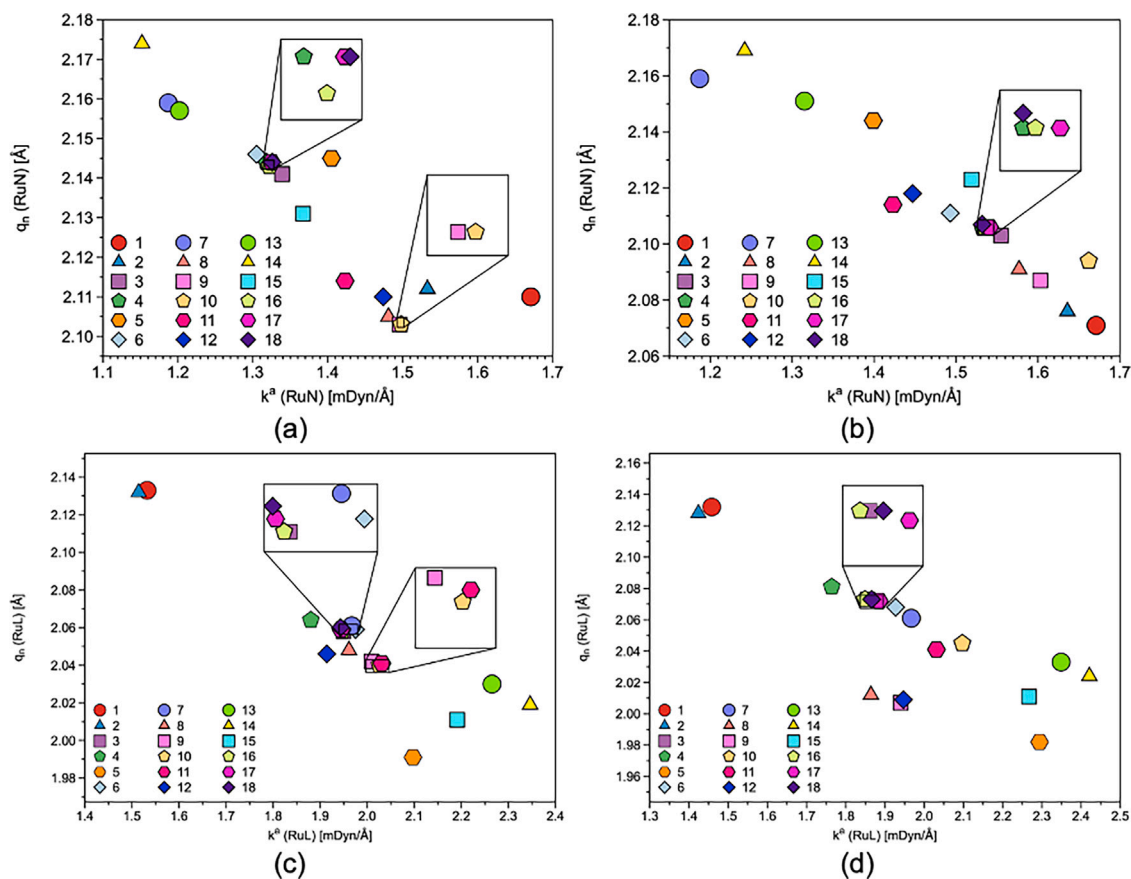 2.18
2.17
2.16
2.15
2.14
2.13
2.12
2.11
2.10
qn (RuN) [Å]
1 7 13
2 8 14
3 9 15
4 10 16
5 11 17
6 12 18
1.1 1.2 1.3 1.4 1.5 1.6 1.7
kᵃ (RuN) [mDyn/Å]
(a)
2.18
2.16
2.14
2.12
2.10
2.08
2.06
qn (RuN) [Å]
1 7 13
2 8 14
3 9 15
4 10 16
5 11 17
6 12 18
1.2 1.3 1.4 1.5 1.6 1.7
kᵃ (RuN) [mDyn/Å]
(b)
2.14
2.12
2.10
2.08
2.06
2.04
2.02
2.00
1.98
qn (RuL) [Å]
1 7 13
2 8 14
3 9 15
4 10 16
5 11 17
6 12 18
1.4 1.5 1.6 1.7 1.8 1.9 2.0 2.1 2.2 2.3 2.4
kᵃ (RuL) [mDyn/Å]
(c)
2.16
2.14
2.12
2.10
2.08
2.06
2.04
2.02
2.00
1.98
1.96
qn (RuL) [Å]
1 7 13
2 8 14
3 9 15
4 10 16
5 11 17
6 12 18
1.3 1.4 1.5 1.6 1.7 1.8 1.9 2.0 2.1 2.2 2.3 2.4 2.5
kᵃ (RuL) [mDyn/Å]
(d)